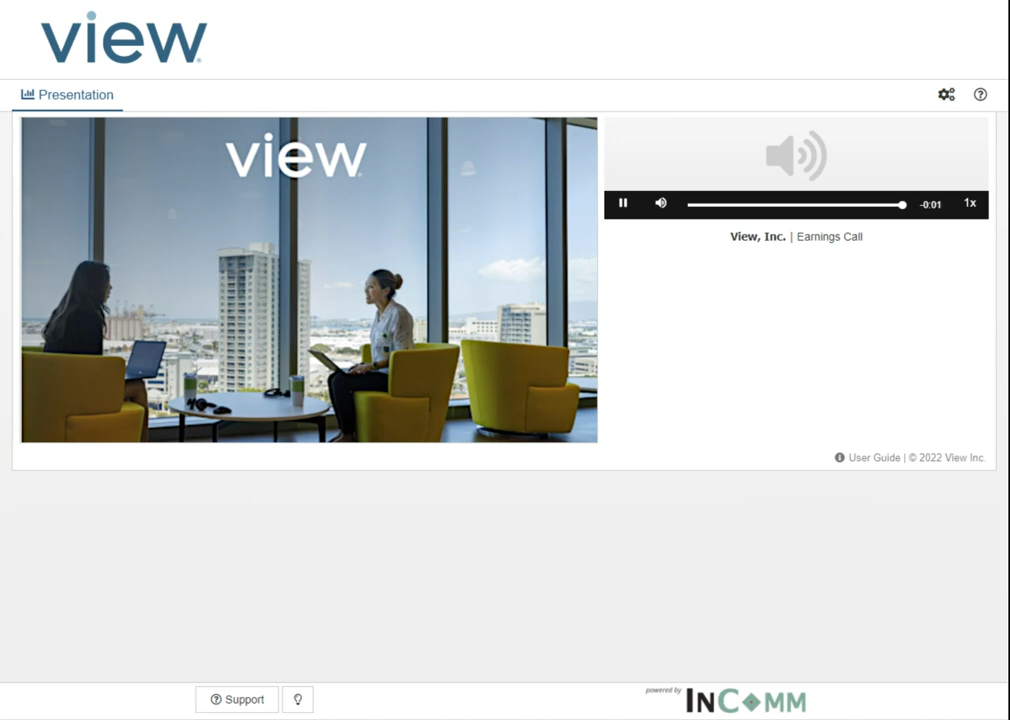 view
Presentation
view
-0:01 1x
View, Inc. | Earnings Call
User Guide | © 2022 View Inc.
Support
powered by INCOMM